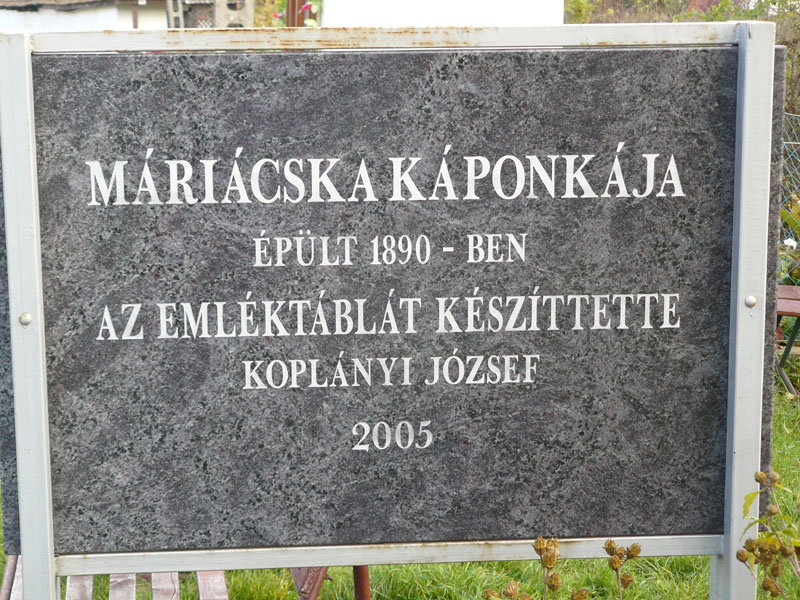 MÁRIÁCSKA KÁPONKÁJA
ÉPÜLT 1890 - BEN
AZ EMLÉKTÁBLÁT KÉSZÍTTETTE
KOPLÁNYI JÓZSEF
2005